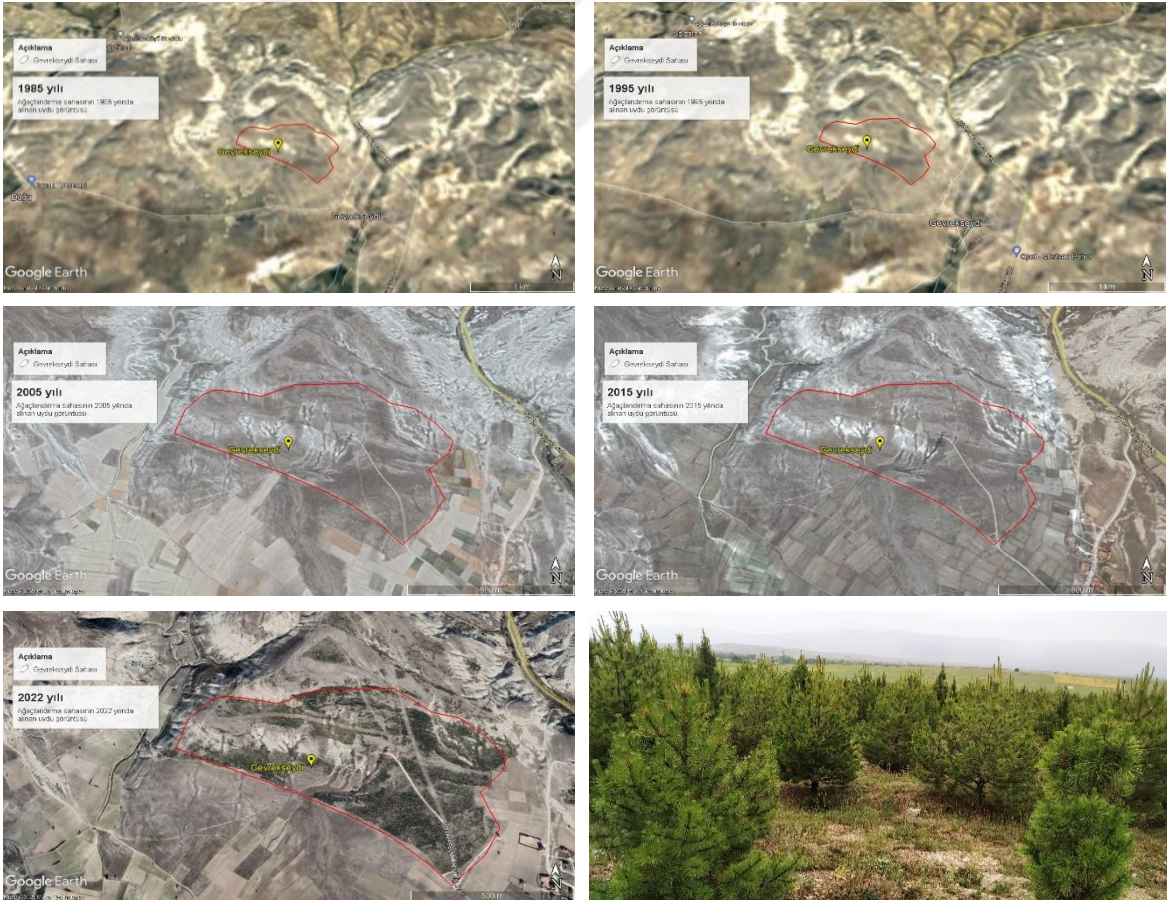 Açıklama
Gevrekseydi Sahası
1985 yılı
Ağaçlandırma sahasının 1985 yılında
alınan uydu görüntüsü
Gevrekseydi
Gevrekseydi
Google Earth
N
1 km
Açıklama
Gevrekseydi Sahası
1995 yılı
Ağaçlandırma sahasının 1995 yılında
alınan uydu görüntüsü
Gevrekseydi
Gevrekseydi
Google Earth
N
1 km
Açıklama
Gevrekseydi Sahası
2005 yılı
Ağaçlandırma sahasının 2005 yılında
alınan uydu görüntüsü
Gevrekseydi
Google Earth
N
500 m
Açıklama
Gevrekseydi Sahası
2015 yılı
Ağaçlandırma sahasının 2015 yılında
alınan uydu görüntüsü
Gevrekseydi
Google Earth
N
500 m
Açıklama
Gevrekseydi Sahası
2022 yılı
Ağaçlandırma sahasının 2022 yılında
alınan uydu görüntüsü
Gevrekseydi
Google Earth
N
500 m